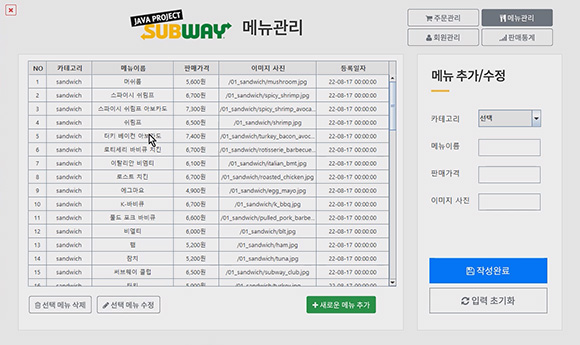 JAVA PROJECT
SUBWAY 메뉴관리
주문관리 메뉴관리
회원관리 판매통계
NO 카테고리 메뉴이름 판매가격 이미지 사진 등록일자
1 sandwich 머쉬룸 5,600원 /01_sandwich/mushroom.jpg 22-08-17 00:00:00
2 sandwich 스파이시 쉬림프 6,700원 /01_sandwich/spicy_shrimp.jpg 22-08-17 00:00:00
3 sandwich 스파이시 쉬림프 아보카도 7,300원 /01_sandwich/spicy_shrimp_avoca... 22-08-17 00:00:00
4 sandwich 쉬림프 6,500원 /01_sandwich/shrimp.jpg 22-08-17 00:00:00
5 sandwich 터키 베이컨 아보카도 7,400원 /01_sandwich/turkey_bacon_avoc... 22-08-17 00:00:00
6 sandwich 로티세리 바비큐 치킨 6,700원 /01_sandwich/rotisserie_barbecue... 22-08-17 00:00:00
7 sandwich 이탈리안 비엠티 6,100원 /01_sandwich/italian_bmt.jpg 22-08-17 00:00:00
8 sandwich 로스트 치킨 6,700원 /01_sandwich/roasted_chicken.jpg 22-08-17 00:00:00
9 sandwich 에그마요 4,900원 /01_sandwich/egg_mayo.jpg 22-08-17 00:00:00
10 sandwich K-바비큐 6,700원 /01_sandwich/k_bbq.jpg 22-08-17 00:00:00
11 sandwich 풀드 포크 바비큐 6,600원 /01_sandwich/pulled_pork_barbe... 22-08-17 00:00:00
12 sandwich 비엘티 6,000원 /01_sandwich/blt.jpg 22-08-17 00:00:00
13 sandwich 햄 5,200원 /01_sandwich/ham.jpg 22-08-17 00:00:00
14 sandwich 참치 5,200원 /01_sandwich/tuna.jpg 22-08-17 00:00:00
15 sandwich 써브웨이 클럽 6,500원 /01_sandwich/subway_club.jpg 22-08-17 00:00:00
16 sandwich 터키 /01_sandwich/turkey.jpg 22-08-17 00:00:00
선택 메뉴 삭제 선택 메뉴 수정 새로운 메뉴 추가
메뉴 추가/수정
카테고리 선택
메뉴이름
판매가격
이미지 사진
작성완료
입력 초기화